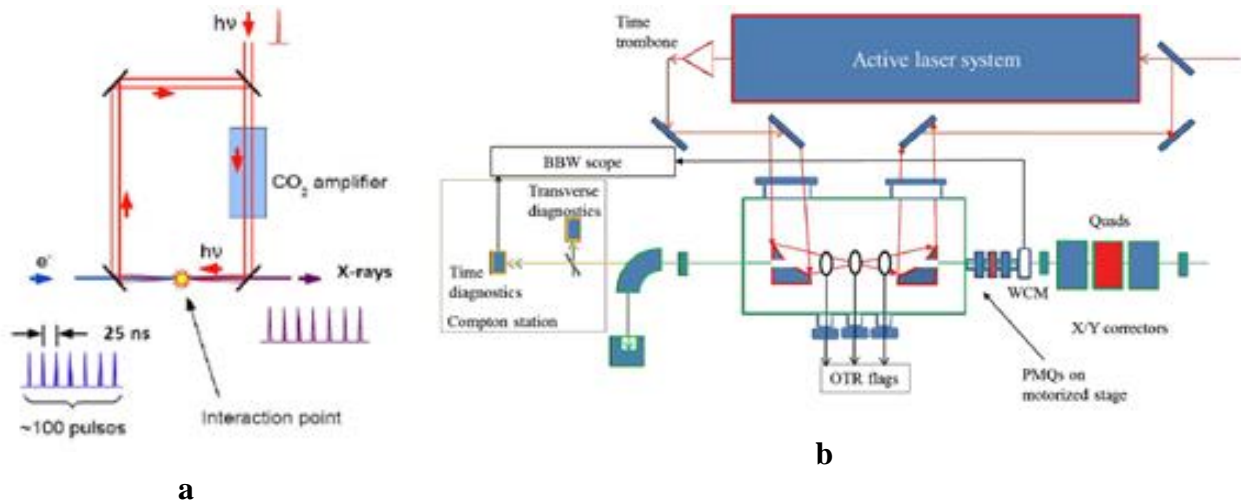 hν
hν
CO2 amplifier
hν
e-
X-rays
25 ns
~100 pulsos
Interaction point
a
Time
trombone
Active laser system
BBW scope
Transverse
diagnostics
Time
diagnostics
Compton station
Quads
WCM
X/Y correctors
OTR flags
PMQs on
motorized stage
b